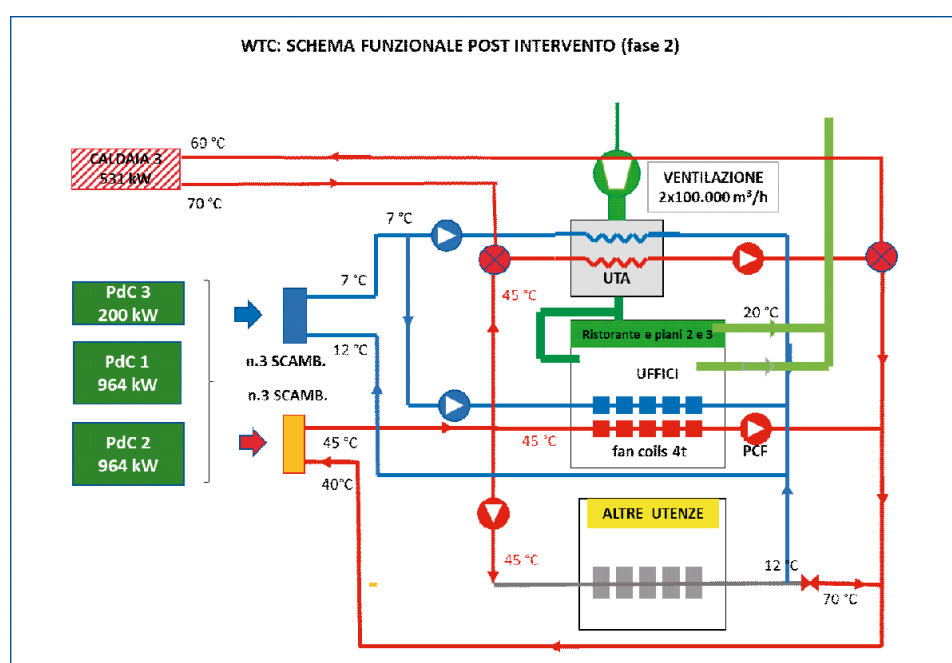 WTC: SCHEMA FUNZIONALE POST INTERVENTO (fase 2)
60 °C
CALDAIA 3
531 kW
70 °C
VENTILAZIONE
2x100.000 m³/h
7 °C
7 °C
45 °C
UTA
PdC 3
200 kW
20 °C
12 °C
Ristorante e piani 2 e 3
PdC 1
964 kW
n.3 SCAMB.
UFFICI
n.3 SCAMB.
PdC 2
964 kW
45 °C
45 °C
fan coils 4t
PCF
40°C
ALTRE UTENZE
45 °C
12 °C
70 °C